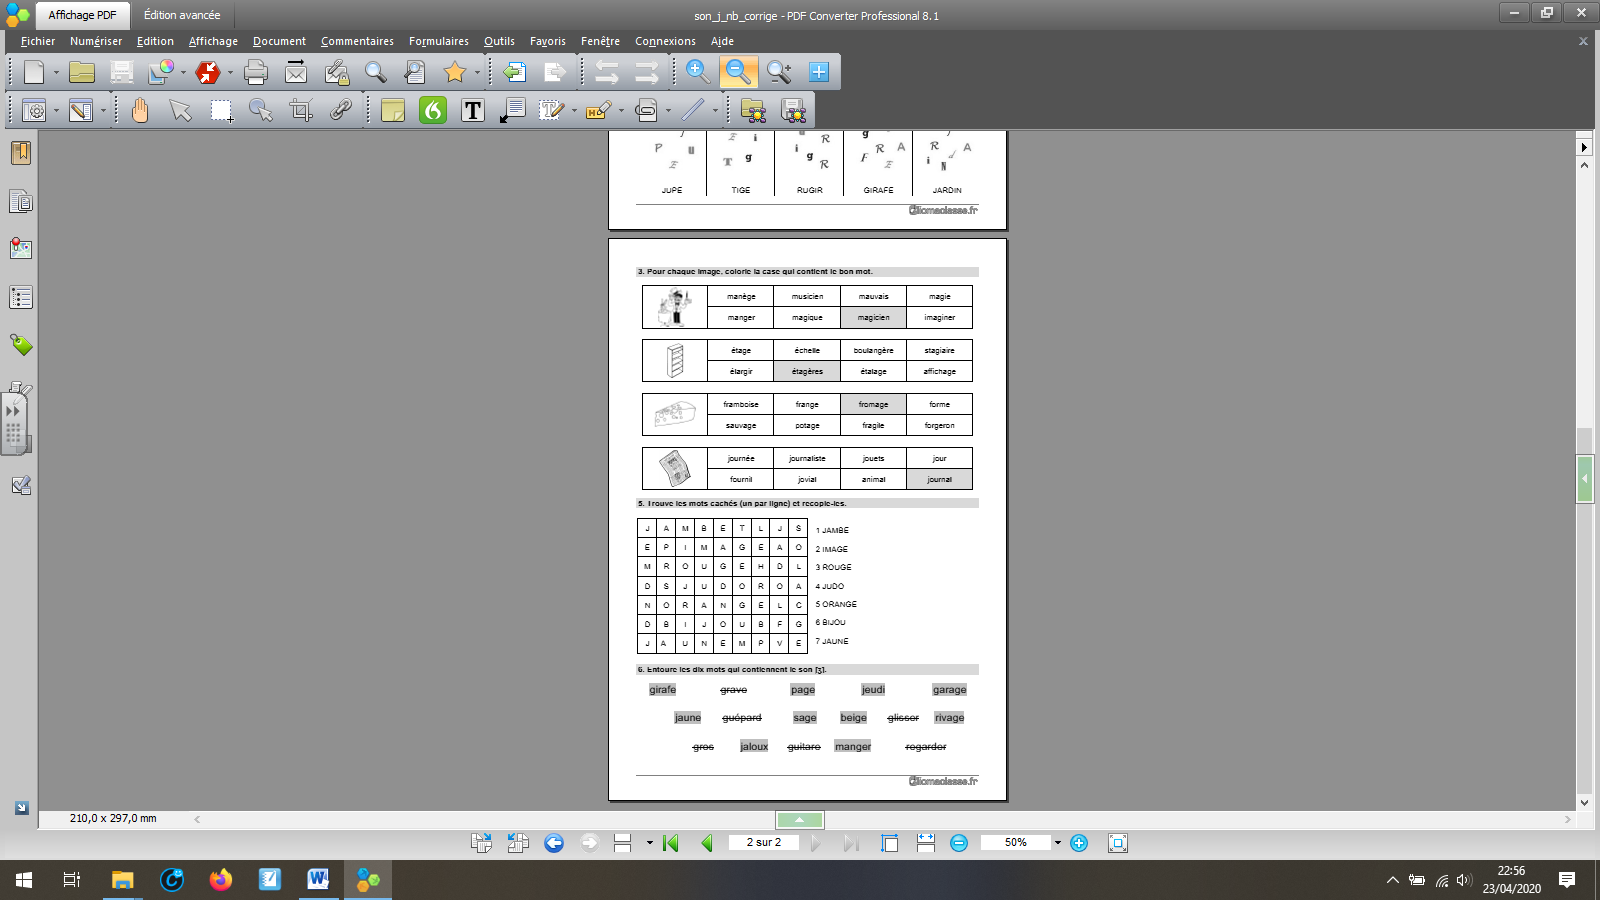 Affichage PDF
Édition avancée
son_j_nb_corrige - PDF Converter Professional 8.1
Fichier Numériser Edition Affichage Document Commentaires Formulaires Outils Favoris Fenêtre Connexions Aide
JUPE TIGE RUGIR GIRAFE JARDIN
3. Pour chaque image, colorie la case qui contient le bon mot.
manège musicien mauvais magie
manger magique magicien imaginer
étage échelle boulangère stagiaire
élargir étagères étalage affichage
framboise frange fromage forme
sauvage potage fragile forgeron
journée journaliste jouets jour
fournil jovial animal journal
5. Trouve les mots cachés (un par ligne) et recopie-les.
J A M B E T L J S
1 JAMBE
E P I M A G E A O
2 IMAGE
M R O U G E H D L
3 ROUGE
D S J U D O R O A
4 JUDO
N O R A N G E L C
5 ORANGE
D B I J O U B F G
6 BIJOU
J A U N E M P V E
7 JAUNE
6. Entoure les dix mots qui contiennent le son [ʒ].
girafe grave page jeudi garage
jaune guépard sage beige glisser rivage
gros jaloux guitare manger regarder
210,0 x 297,0 mm
2 sur 2
50%
22:56
23/04/2020